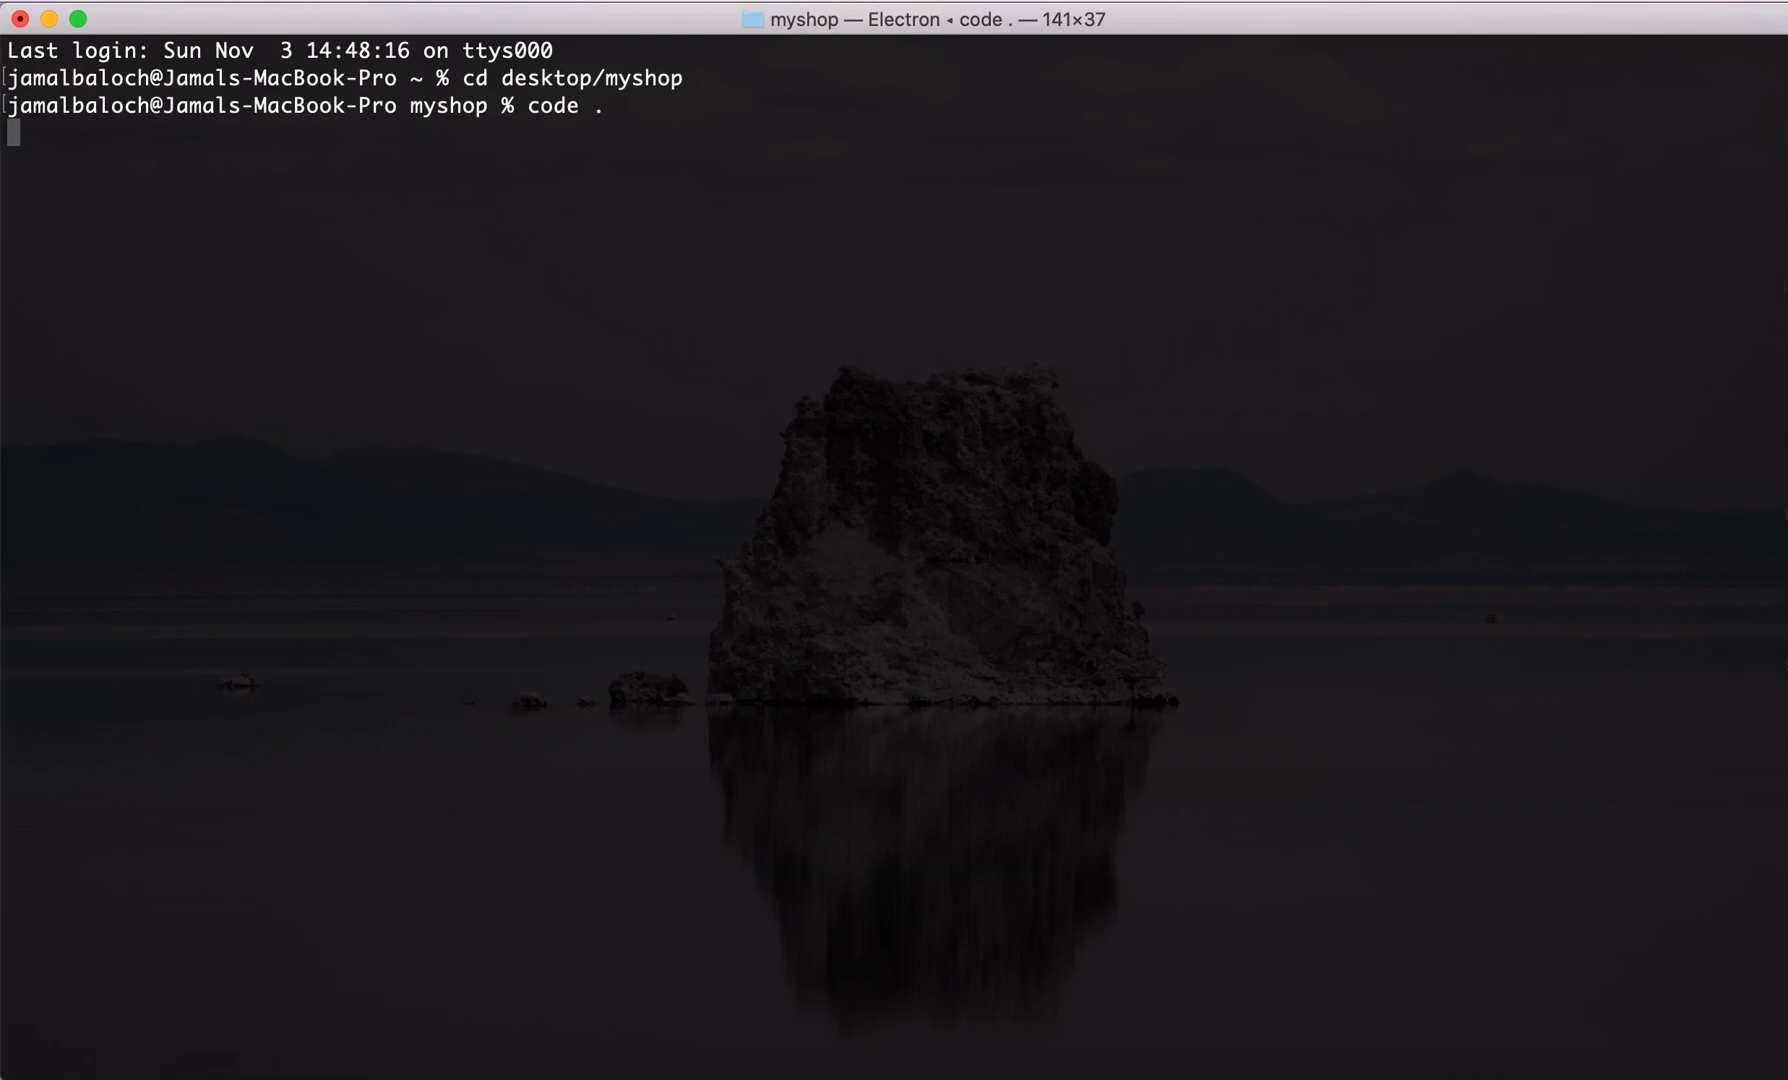 myshop — Electron ◂ code . — 141×37
Last login: Sun Nov  3 14:48:16 on ttys000
[jamalbaloch@Jamals-MacBook-Pro ~ % cd desktop/myshop
[jamalbaloch@Jamals-MacBook-Pro myshop % code .